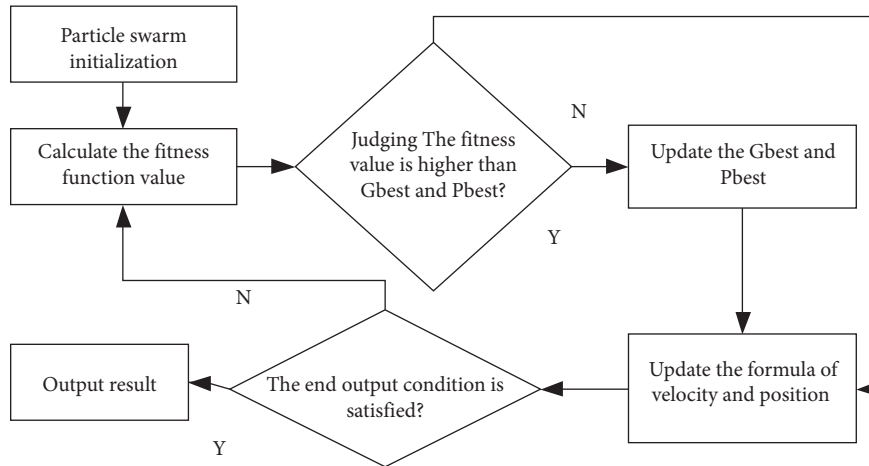 Particle swarm
initialization
Calculate the fitness
function value
Judging The fitness
value is higher than
Gbest and Pbest?
N
Y
Update the Gbest and
Pbest
Update the formula of
velocity and position
The end output condition is
satisfied?
N
Y
Output result